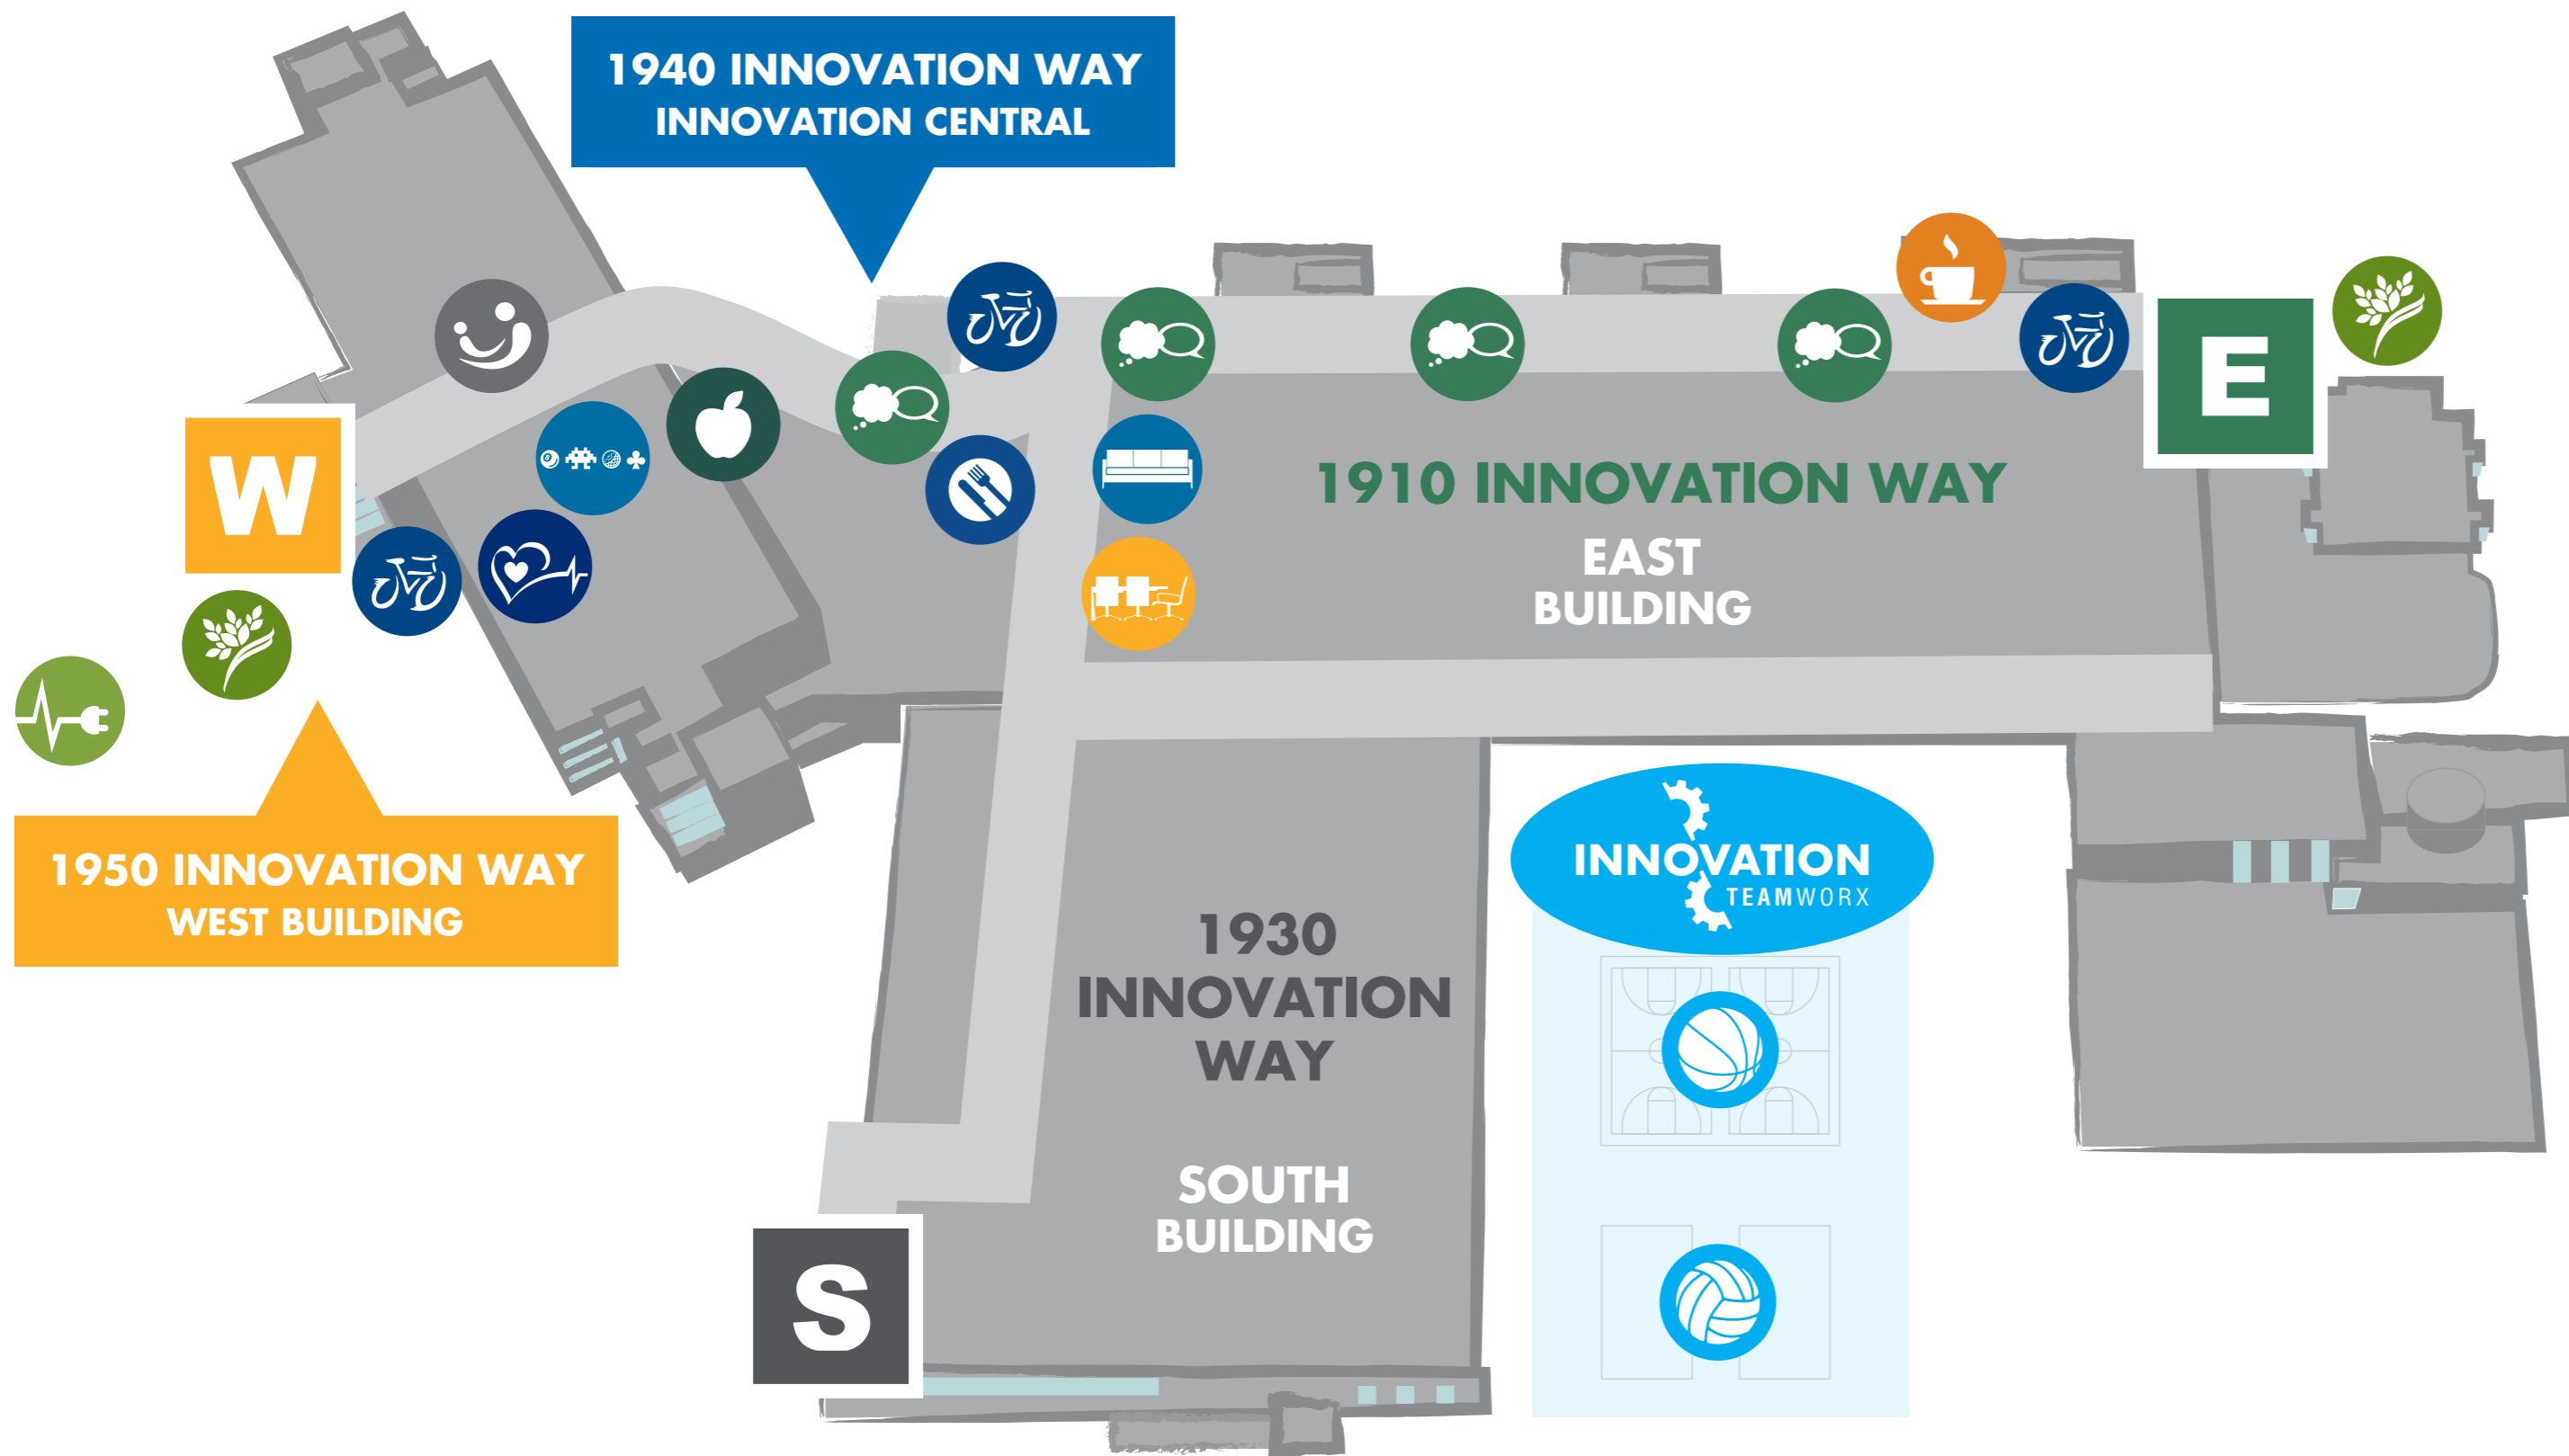 1940 INNOVATION WAY
INNOVATION CENTRAL
E
W
1910 INNOVATION WAY
EAST
BUILDING
1950 INNOVATION WAY
WEST BUILDING
INNOVATION
TEAMWORX
1930
INNOVATION
WAY
SOUTH
BUILDING
S